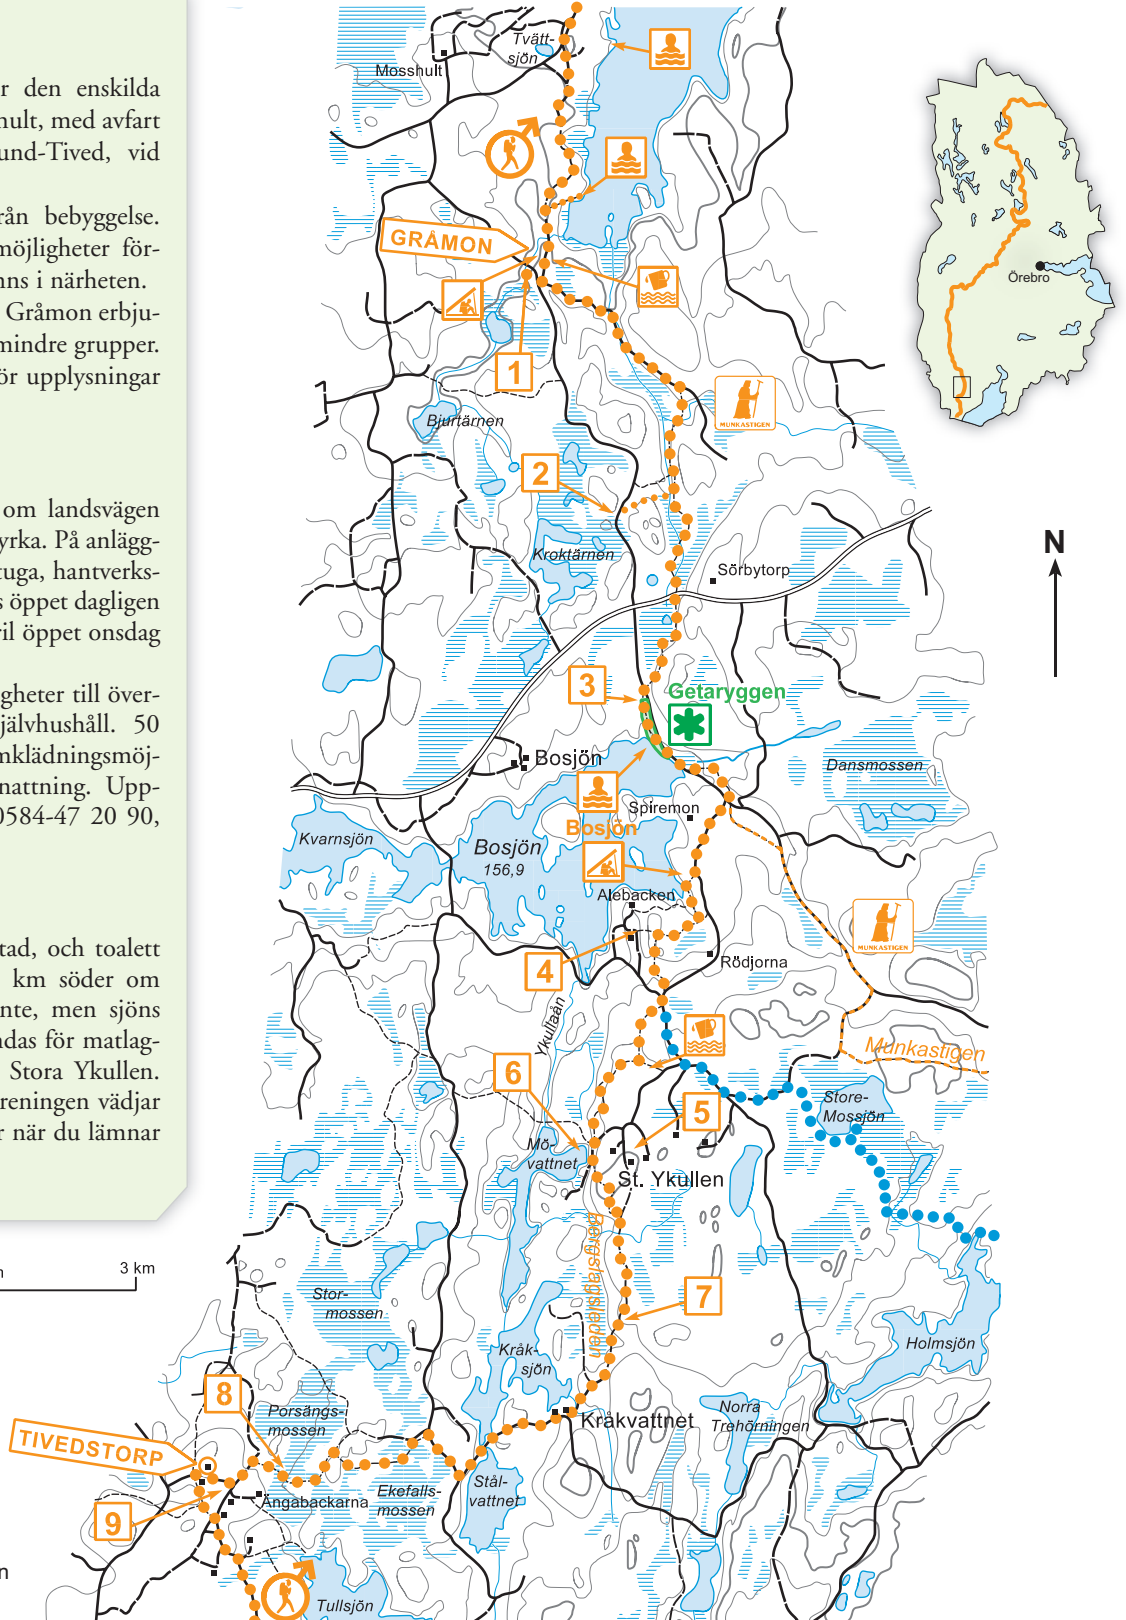 r den enskilda
nult, med avfart
und-Tived, vid
rån bebyggelse.
möjligheter för-
nns i närheten.
Gråmon erbju-
mindre grupper.
ör upplysningar
om landsvägen
yrka. På anlägg-
tuga, hantverks-
s öppet dagligen
ril öppet onsdag
igheter till över-
självhushåll. 50
mklädningsmöj-
nattning. Upp-
0584-47 20 90,
tad, och toalett
km söder om
nte, men sjöns
ndas för matlag-
Stora Ykullen.
reningen vädjar
r när du lämnar
n
3 km
n
Tvätt-
sjön
Mosshult
GRÅMON
1
MUNKASTIGEN
Bjurtärnen
2
Kroktärnen
Sörbytorp
3
Getaryggen
Bosjön
Dansmossen
Spiremon
Bosjön
Kvarnsjön
Bosjön
156,9
Alebacken
MUNKASTIGEN
4
Rödjorna
Ykullaån
Munkastigen
6
5
Store-
Mossjön
Mö-
vattnet
St. Ykullen
Bergslagsleden
7
Stor-
mossen
Kråk-
sjön
Holmsjön
8
Porsängs-
mossen
Norra
Trehörningen
Kråkvattnet
TIVEDSTORP
Ängabackarna
Ekefalls-
mossen
Stål-
vattnet
9
Tullsjön
Örebro
N